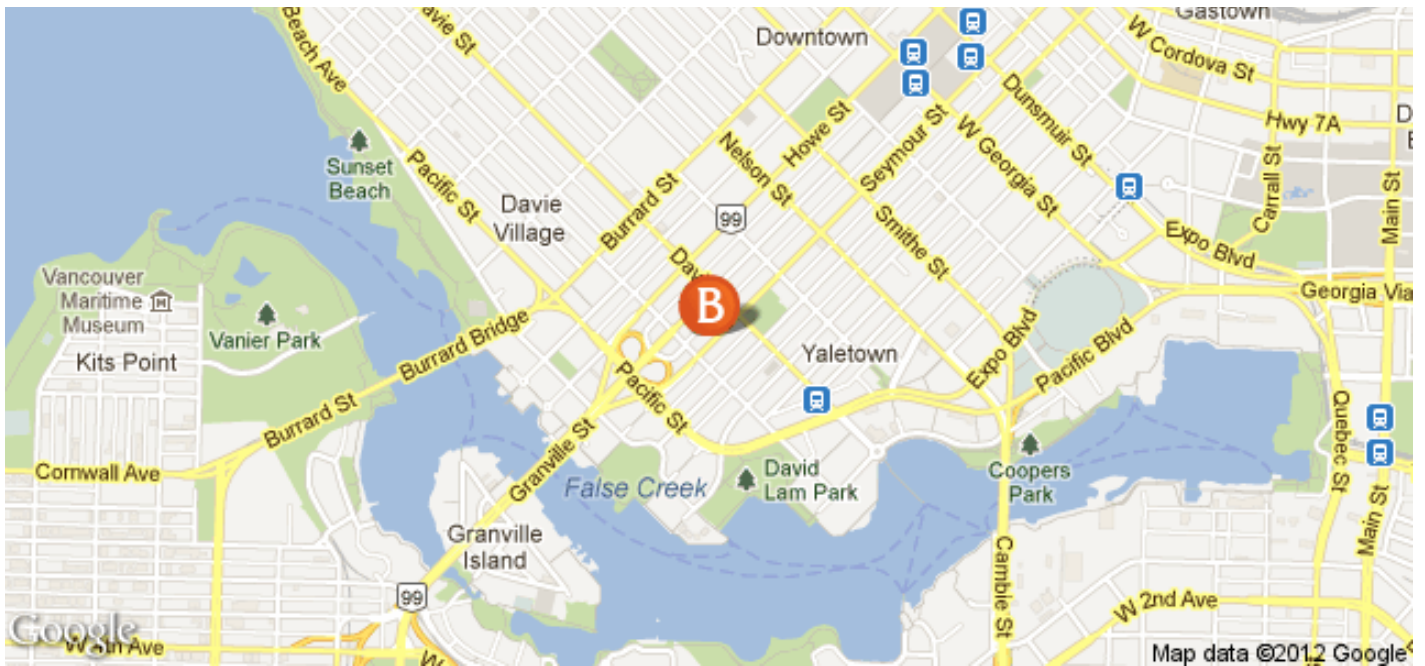 Gastown
W Cordova St
Beach Ave
Davie St
Downtown
Dunsmuir St
Hwy 7A
Howe St
Seymour St
Nelson St
W Georgia St
Sunset
Beach
Pacific St
Davie
Village
Burrard St
99
Smithe St
Carrall St
Main St
Expo Blvd
Vancouver
Maritime
Museum
Vanier Park
Kits Point
Burrard Bridge
B
Yaletown
Expo Blvd
Pacific Blvd
Pacific St
Burrard St
Cornwall Ave
Granville St
False Creek
David
Lam Park
Coopers
Park
Quebec St
Main St
Granville
Island
99
Cambie St
W 2nd Ave
Google
Map data ©2012 Google